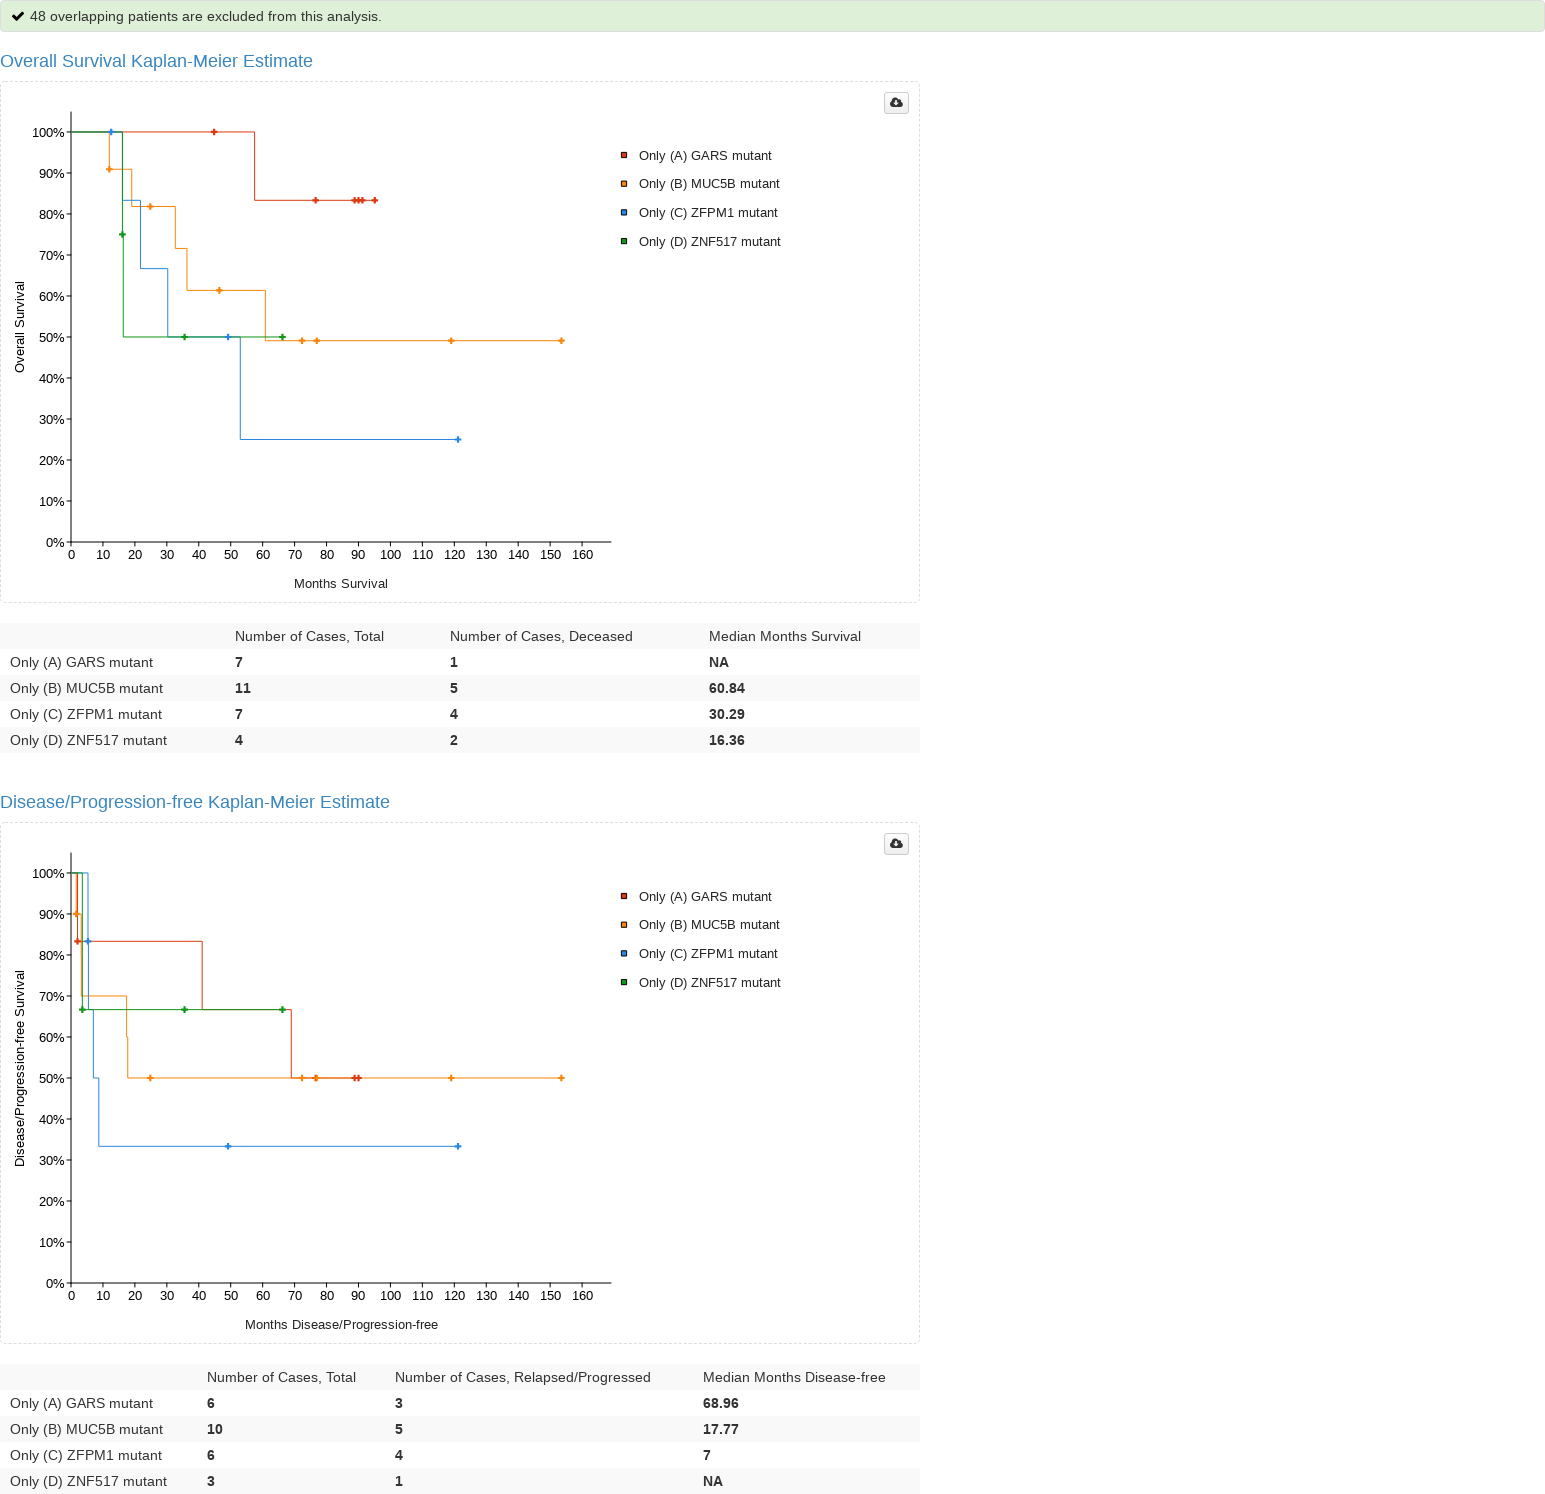 48 overlapping patients are excluded from this analysis.
Overall Survival Kaplan-Meier Estimate
100%
90%
80%
70%
60%
50%
40%
30%
20%
10%
0%
Overall Survival
0 10 20 30 40 50 60 70 80 90 100 110 120 130 140 150 160
Months Survival
Only (A) GARS mutant
Only (B) MUC5B mutant
Only (C) ZFPM1 mutant
Only (D) ZNF517 mutant
Number of Cases, Total Number of Cases, Deceased Median Months Survival
Only (A) GARS mutant 7 1 NA
Only (B) MUC5B mutant 11 5 60.84
Only (C) ZFPM1 mutant 7 4 30.29
Only (D) ZNF517 mutant 4 2 16.36
Disease/Progression-free Kaplan-Meier Estimate
100%
90%
80%
70%
60%
50%
40%
30%
20%
10%
0%
Disease/Progression-free Survival
0 10 20 30 40 50 60 70 80 90 100 110 120 130 140 150 160
Months Disease/Progression-free
Only (A) GARS mutant
Only (B) MUC5B mutant
Only (C) ZFPM1 mutant
Only (D) ZNF517 mutant
Number of Cases, Total Number of Cases, Relapsed/Progressed Median Months Disease-free
Only (A) GARS mutant 6 3 68.96
Only (B) MUC5B mutant 10 5 17.77
Only (C) ZFPM1 mutant 6 4 7
Only (D) ZNF517 mutant 3 1 NA